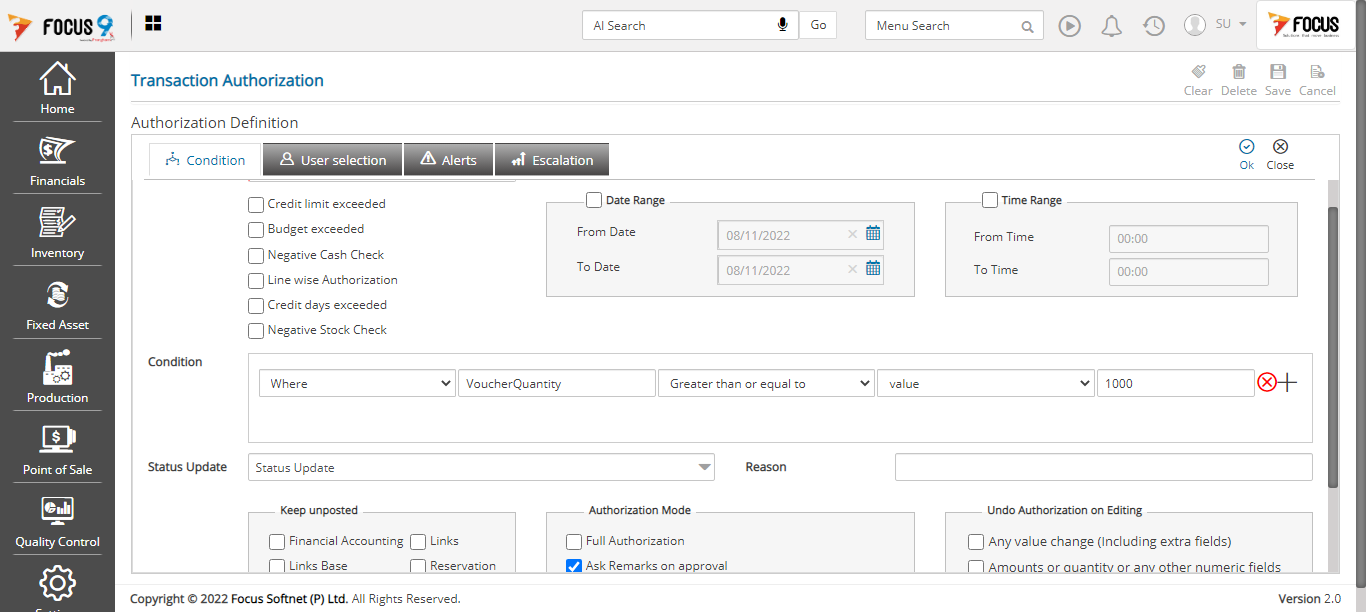 FOCUS 9
AI Search
Go
Menu Search
SU
FOCUS
Transaction Authorization
Clear Delete Save Cancel
Authorization Definition
Condition User selection Alerts Escalation
Ok Close
Home
Financials
Inventory
Fixed Asset
Production
Point of Sale
Quality Control
Credit limit exceeded
Budget exceeded
Negative Cash Check
Line wise Authorization
Credit days exceeded
Negative Stock Check
Date Range
From Date 08/11/2022
To Date 08/11/2022
Time Range
From Time 00:00
To Time 00:00
Condition
Where VoucherQuantity Greater than or equal to value 1000
Status Update Status Update Reason
Keep unposted
Financial Accounting Links
Links Base Reservation
Authorization Mode
Full Authorization
Ask Remarks on approval
Undo Authorization on Editing
Any value change (Including extra fields)
Amounts or quantity or any other numeric fields
Copyright © 2022 Focus Softnet (P) Ltd. All Rights Reserved.
Version 2.0